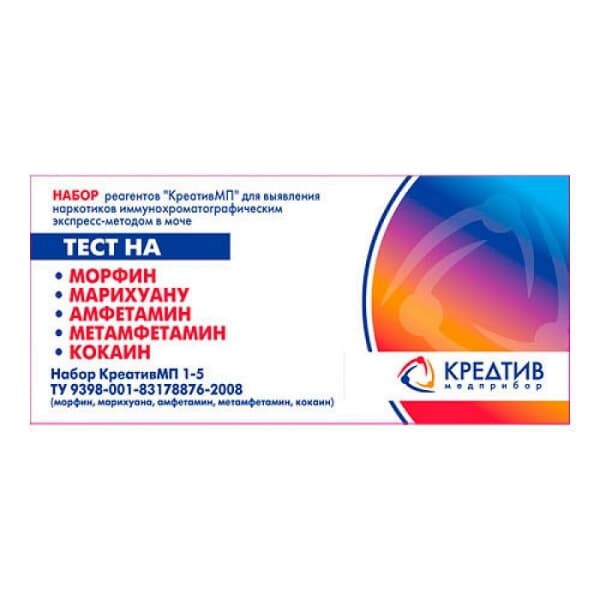 НАБОР реагентов "КреативМП" для выявления
наркотиков иммунохроматографическим
экспресс-методом в моче
ТЕСТ НА
• МОРФИН
• МАРИХУАНУ
• АМФЕТАМИН
• МЕТАМФЕТАМИН
• КОКАИН
Набор КреативМП 1-5
ТУ 9398-001-83178876-2008
(морфин, марихуана, амфетамин, метамфетамин, кокаин)
КРЕАТИВ
медприбор